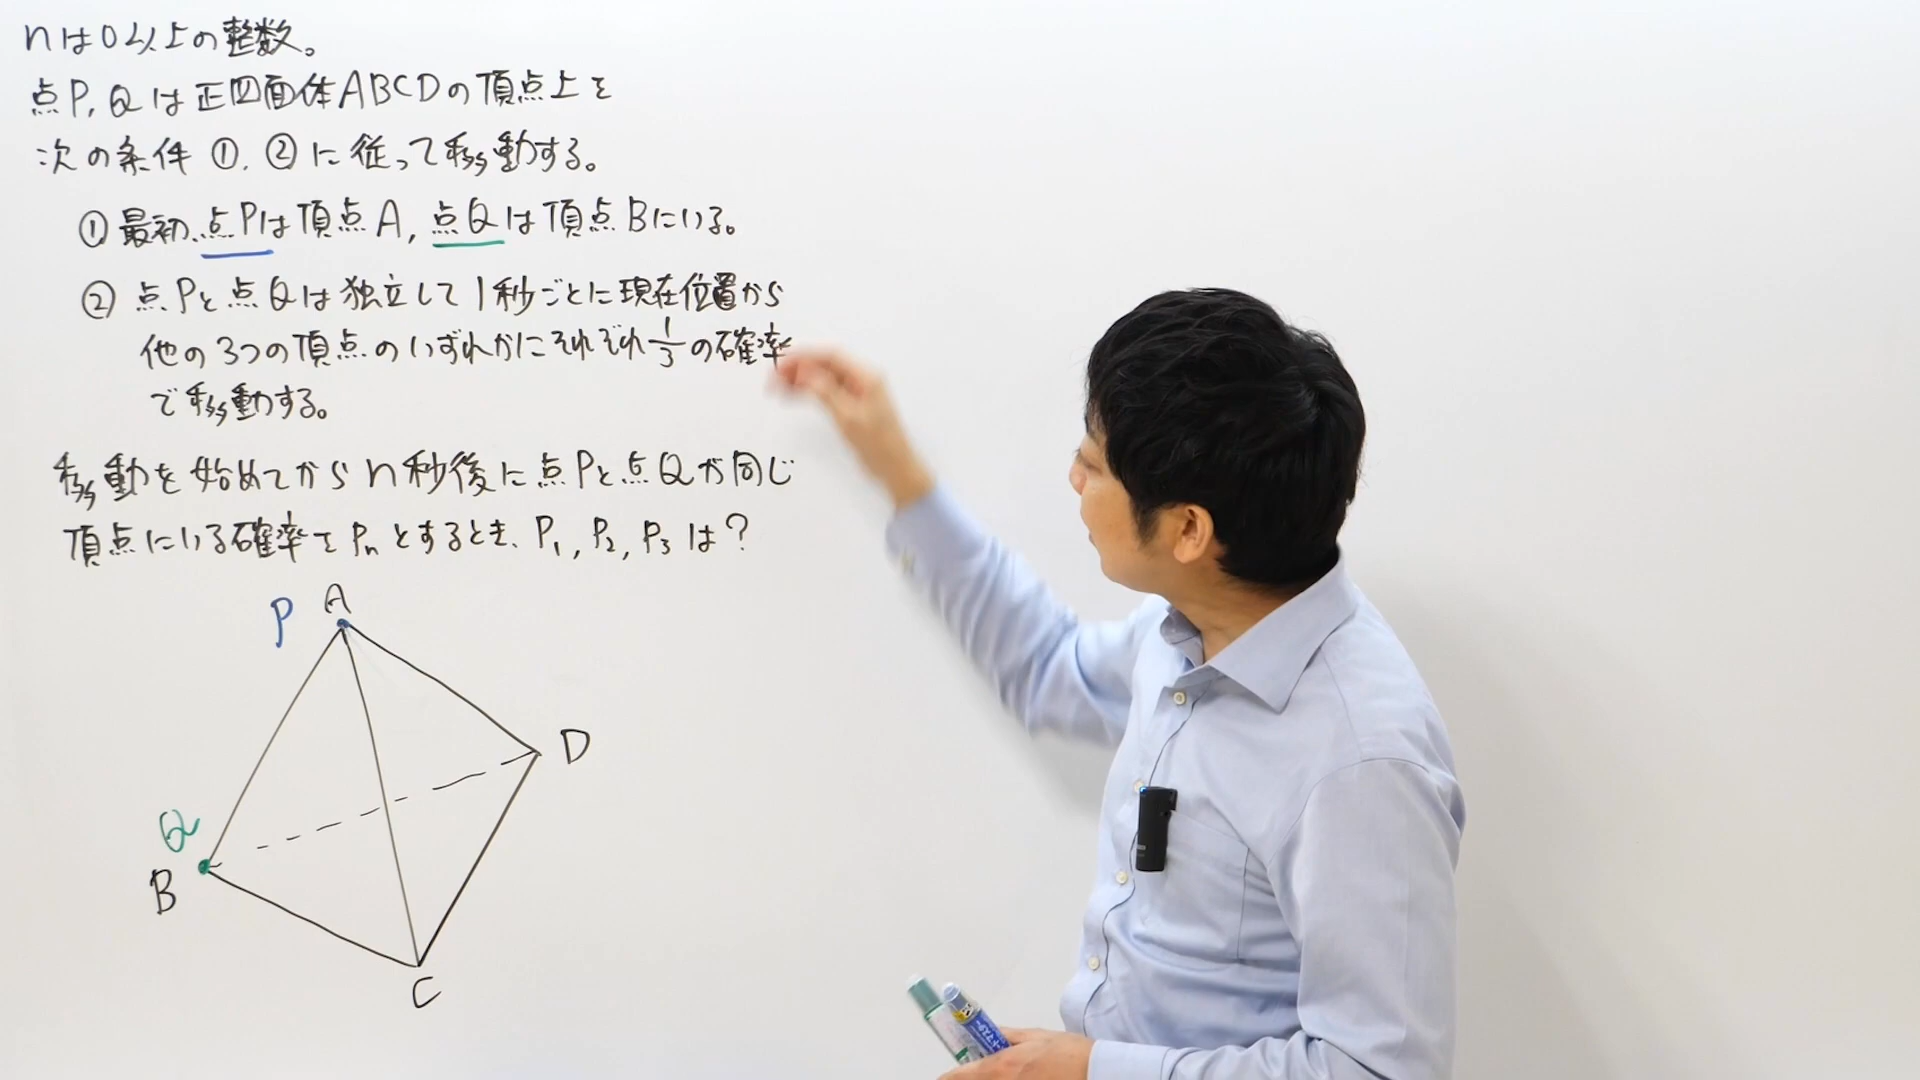 nは0以上の整数。
点P,Qは正四面体ABCDの頂点上を
次の条件①,②に従って移動する。
①最初、点Pは頂点A,点Qは頂点Bにいる。
②点Pと点Qは独立して1秒ごとに現在位置から
他の3つの頂点のいずれかにそれぞれ1/3の確率
で移動する。
移動を始めてからn秒後に点Pと点Qが同じ
頂点にいる確率をPnとするとき、P1,P2,P3は?
P A
D
Q
B
C